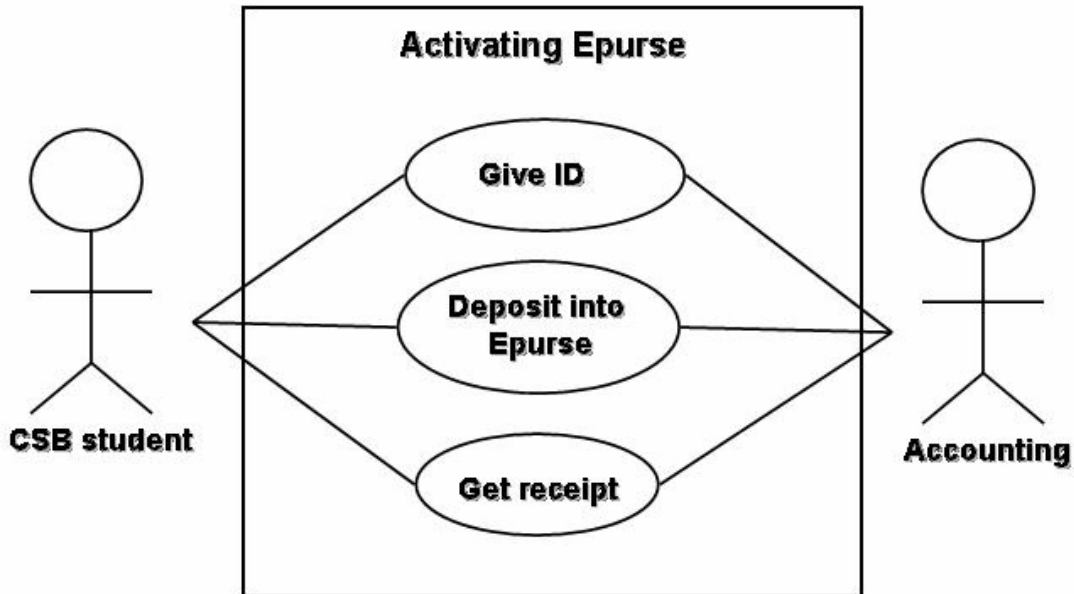 Activating Epurse
Give ID
Deposit into
Epurse
Get receipt
CSB student
Accounting